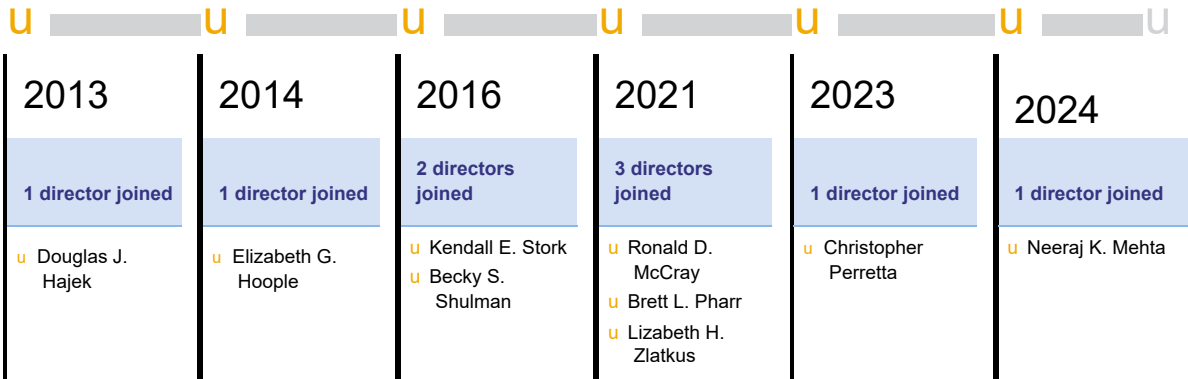 u u u u u u u
2013
1 director joined
u Douglas J.
Hajek
2014
1 director joined
u Elizabeth G.
Hoople
2016
2 directors
joined
u Kendall E. Stork
u Becky S.
Shulman
2021
3 directors
joined
u Ronald D.
McCray
u Brett L. Pharr
u Lizabeth H.
Zlatkus
2023
1 director joined
u Christopher
Perretta
2024
1 director joined
u Neeraj K. Mehta